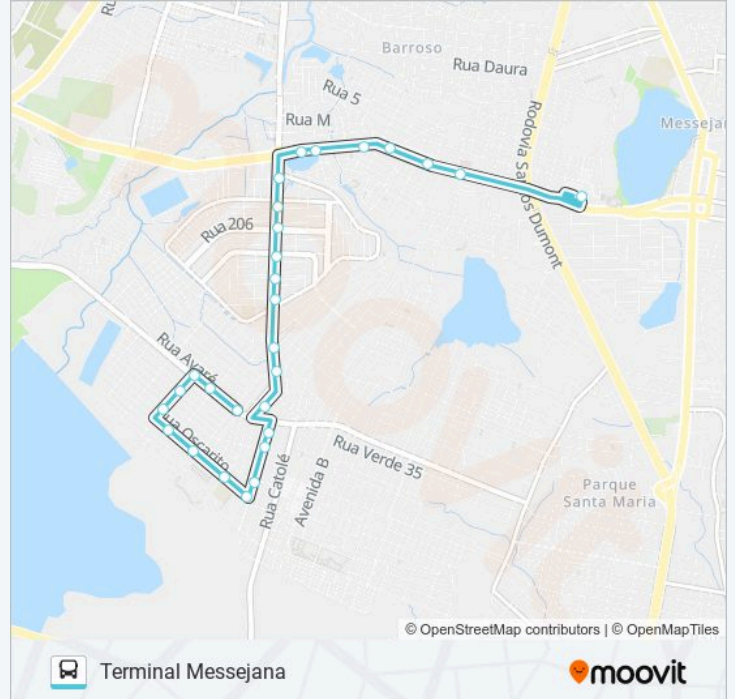 Barroso
Rua Daura
Rua 5
Rua M
Messeja
Rodovia Santos Dumont
Rua 206
Rua Avaré
Rua Oscarito
Rua Verde 35
Rua Catolé
Avenida B
Parque
Santa Maria
© OpenStreetMap contributors | © OpenMapTiles
Terminal Messejana
moovit